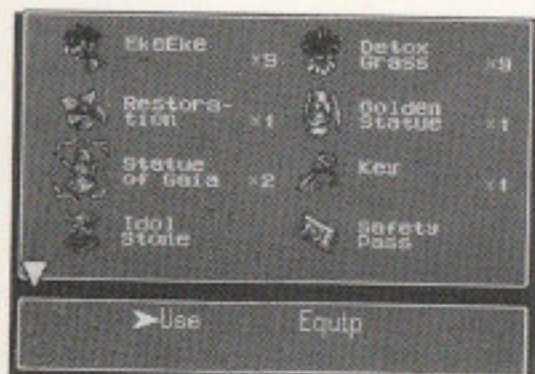 EkeEke ×9
Detox
Grass ×9
Restora-
tion ×1
Golden
Statue ×1
Statue
of Gaia ×2
Key ×1
Idol
Stone
Safety
Pass
Use Equip